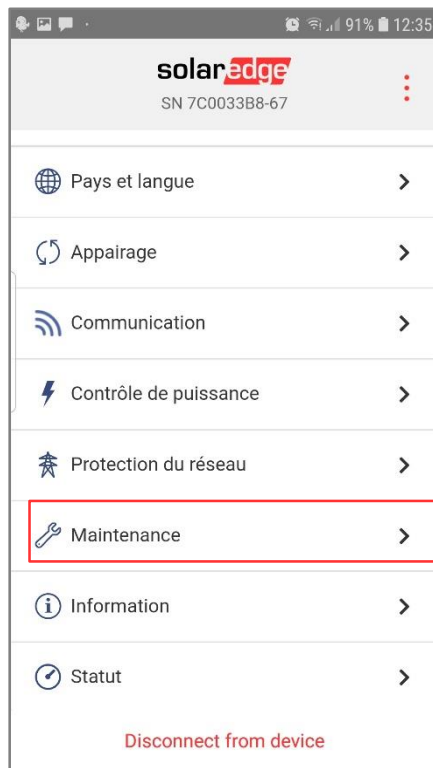 91% 12:35
solaredge
SN 7C0033B8-67
Pays et langue
Appairage
Communication
Contrôle de puissance
Protection du réseau
Maintenance
Information
Statut
Disconnect from device